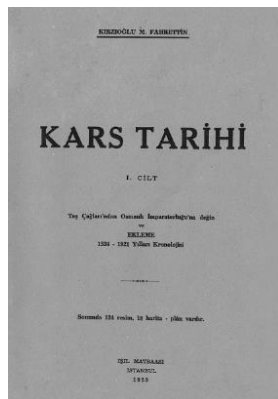 KIRZIOĞLU M. FAHRETTİN
KARS TARİHİ
I. CİLT
Taş Çağları'ndan Osmanlı İmparatorluğu'na değin
ve
EKLEME
1534 - 1921 Yılları Kronolojisi
Sonunda 124 resim, 12 harita - plân vardır.
IŞIL MATBAASI
İSTANBUL
1953